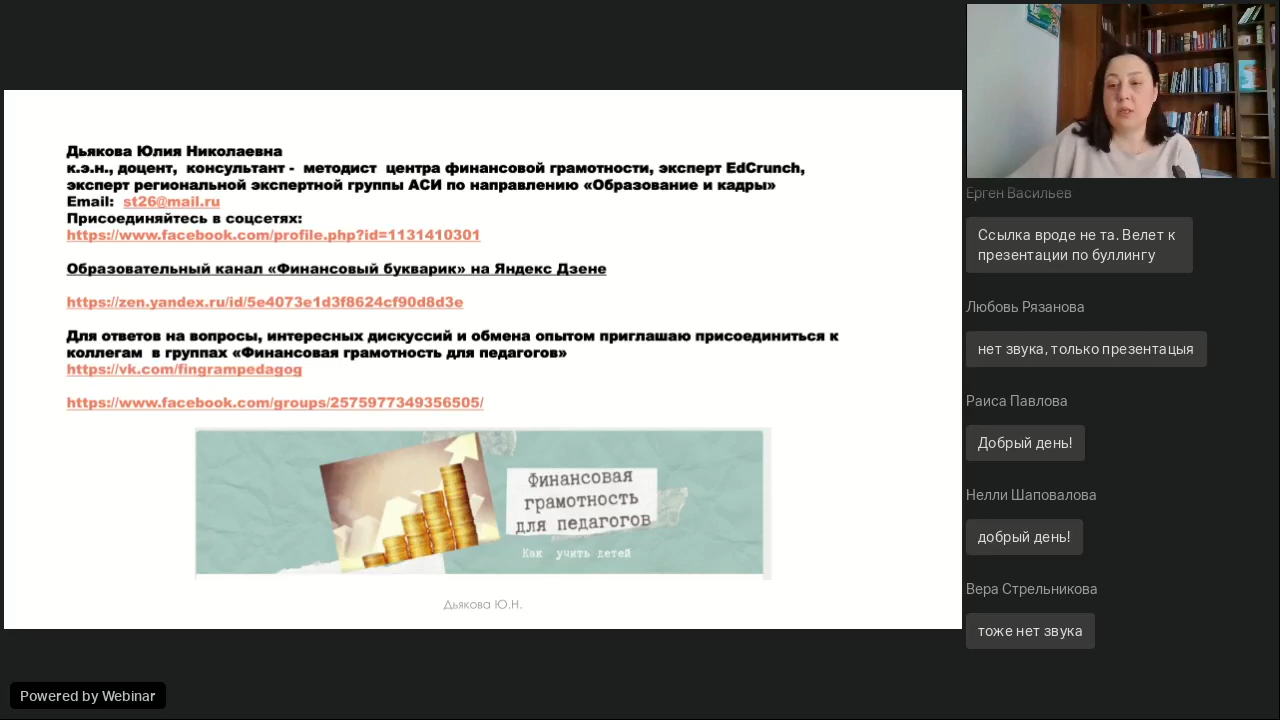 Дьякова Юлия Николаевна
к.э.н., доцент, консультант - методист центра финансовой грамотности, эксперт EdCrunch,
эксперт региональной экспертной группы АСИ по направлению «Образование и кадры»
Email: st26@mail.ru
Присоединяйтесь в соцсетях:
https://www.facebook.com/profile.php?id=1131410301
Образовательный канал «Финансовый букварик» на Яндекс Дзене
https://zen.yandex.ru/id/5e4073e1d3f8624cf90d8d3e
Для ответов на вопросы, интересных дискуссий и обмена опытом приглашаю присоединиться к
коллегам в группах «Финансовая грамотность для педагогов»
https://vk.com/fingrampedagog
https://www.facebook.com/groups/2575977349356505/
Финансовая
грамотность
для педагогов
Как учить детей
Дьякова Ю.Н.
Powered by Webinar
Ерген Васильев
Ссылка вроде не та. Велет к
презентации по буллингу
Любовь Рязанова
нет звука, только презентацыя
Раиса Павлова
Добрый день!
Нелли Шаповалова
добрый день!
Вера Стрельникова
тоже нет звука